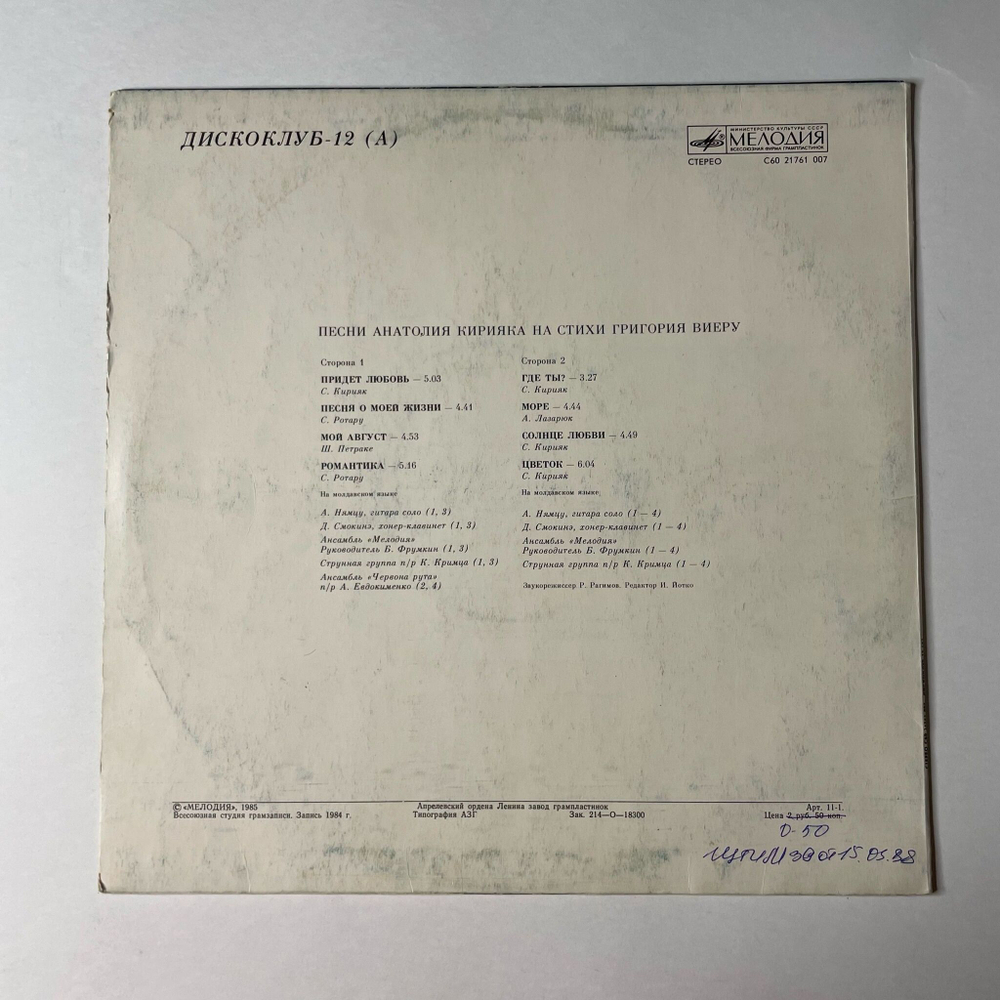 ДИСКОКЛУБ-12 (А)
МИНИСТЕРСТВО КУЛЬТУРЫ СССР
МЕЛОДИЯ
ВСЕСОЮЗНАЯ ФИРМА ГРАМПЛАСТИНОК
СТЕРЕО С60 21761 007
ПЕСНИ АНАТОЛИЯ КИРИЯКА НА СТИХИ ГРИГОРИЯ ВИЕРУ
Сторона 1
ПРИДЕТ ЛЮБОВЬ — 5.03
С. Кирияк
ПЕСНЯ О МОЕЙ ЖИЗНИ — 4.41
С. Ротару
МОЙ АВГУСТ — 4.53
Ш. Петраке
РОМАНТИКА — 5.16
С. Ротару
На молдавском языке
А. Нямцу, гитара соло (1, 3)
Д. Смокинэ, хонер-клавинет (1, 3)
Ансамбль «Мелодия»
Руководитель Б. Фрумкин (1, 3)
Струнная группа п/р К. Кримца (1, 3)
Ансамбль «Червона рута»
п/р А. Евдокименко (2, 4)
Сторона 2
ГДЕ ТЫ? — 3.27
С. Кирияк
МОРЕ — 4.44
А. Лазарюк
СОЛНЦЕ ЛЮБВИ — 4.49
С. Кирияк
ЦВЕТОК — 6.04
С. Кирияк
На молдавском языке
А. Нямцу, гитара соло (1 — 4)
Д. Смокинэ, хонер-клавинет (1 — 4)
Ансамбль «Мелодия»
Руководитель Б. Фрумкин (1 — 4)
Струнная группа п/р К. Кримца (1 — 4)
Звукорежиссер Р. Рагимов. Редактор И. Йотко
© «МЕЛОДИЯ», 1985 Апрелевский ордена Ленина завод грампластинок Арт. 11-1.
Всесоюзная студия грамзаписи. Запись 1984 г. Типография АЗГ Зак. 214—О—18300 Цена 2 руб. 50 коп.
0-50
от 15.05.88